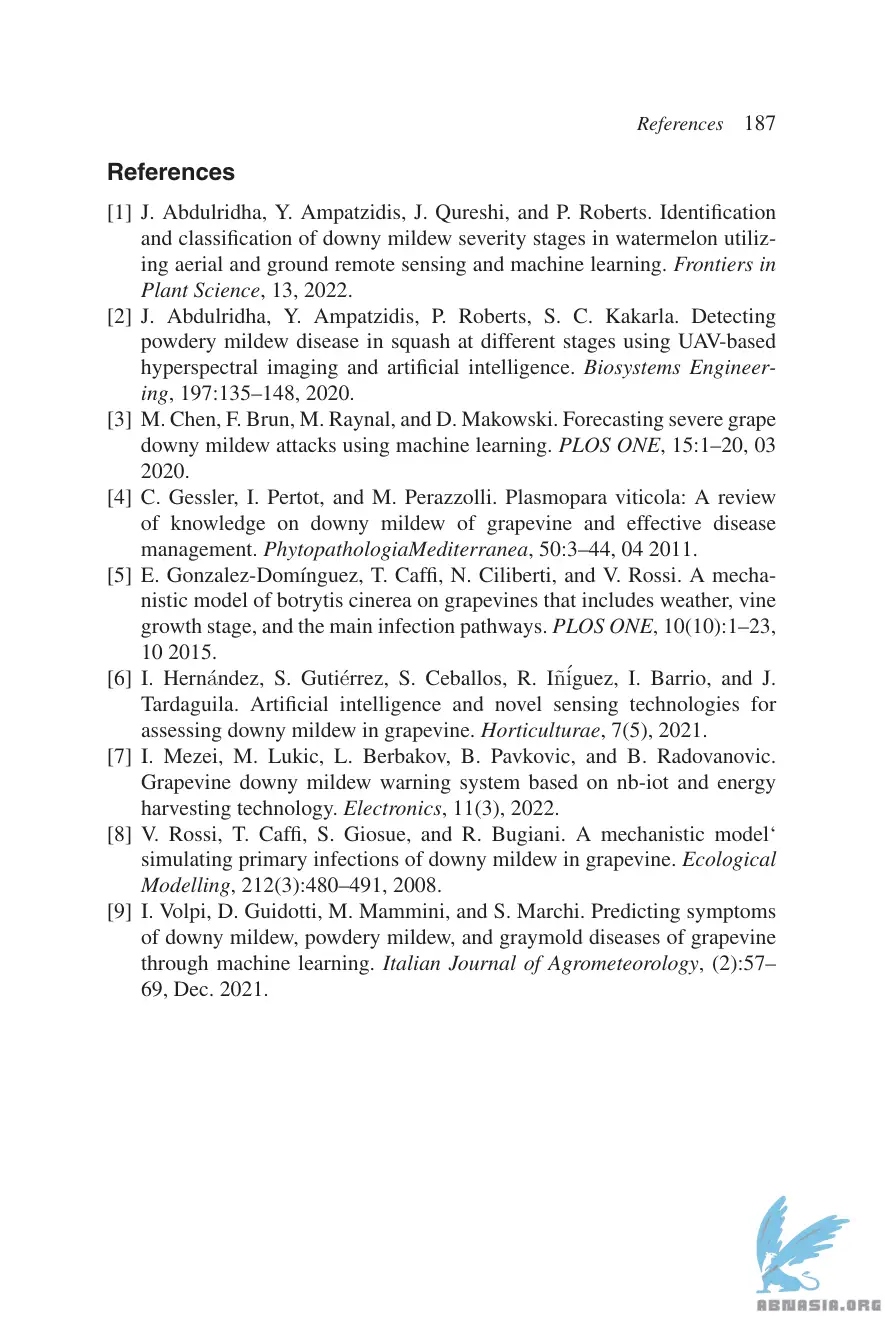 References 187
References
[1] J. Abdulridha, Y. Ampatzidis, J. Qureshi, and P. Roberts. Identification
and classification of downy mildew severity stages in watermelon utiliz-
ing aerial and ground remote sensing and machine learning. Frontiers in
Plant Science, 13, 2022.
[2] J. Abdulridha, Y. Ampatzidis, P. Roberts, S. C. Kakarla. Detecting
powdery mildew disease in squash at different stages using UAV-based
hyperspectral imaging and artificial intelligence. Biosystems Engineer-
ing, 197:135–148, 2020.
[3] M. Chen, F. Brun, M. Raynal, and D. Makowski. Forecasting severe grape
downy mildew attacks using machine learning. PLOS ONE, 15:1–20, 03
2020.
[4] C. Gessler, I. Pertot, and M. Perazzolli. Plasmopara viticola: A review
of knowledge on downy mildew of grapevine and effective disease
management. PhytopathologiaMediterranea, 50:3–44, 04 2011.
[5] E. Gonzalez-Domínguez, T. Caffi, N. Ciliberti, and V. Rossi. A mecha-
nistic model of botrytis cinerea on grapevines that includes weather, vine
growth stage, and the main infection pathways. PLOS ONE, 10(10):1–23,
10 2015.
[6] I. Hernández, S. Gutiérrez, S. Ceballos, R. Iñíguez, I. Barrio, and J.
Tardaguila. Artificial intelligence and novel sensing technologies for
assessing downy mildew in grapevine. Horticulturae, 7(5), 2021.
[7] I. Mezei, M. Lukic, L. Berbakov, B. Pavkovic, and B. Radovanovic.
Grapevine downy mildew warning system based on nb-iot and energy
harvesting technology. Electronics, 11(3), 2022.
[8] V. Rossi, T. Caffi, S. Giosue, and R. Bugiani. A mechanistic model‘
simulating primary infections of downy mildew in grapevine. Ecological
Modelling, 212(3):480–491, 2008.
[9] I. Volpi, D. Guidotti, M. Mammini, and S. Marchi. Predicting symptoms
of downy mildew, powdery mildew, and graymold diseases of grapevine
through machine learning. Italian Journal of Agrometeorology, (2):57–
69, Dec. 2021.
ABNASIA.ORG